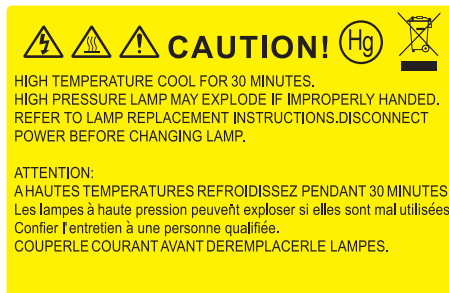 CAUTION! Hg
HIGH TEMPERATURE COOL FOR 30 MINUTES.
HIGH PRESSURE LAMP MAY EXPLODE IF IMPROPERLY HANDED.
REFER TO LAMP REPLACEMENT INSTRUCTIONS.DISCONNECT
POWER BEFORE CHANGING LAMP.
ATTENTION:
A HAUTES TEMPERATURES REFROIDISSEZ PENDANT 30 MINUTES
Les lampes à haute pression peuvent exploser si elles sont mal utilisées
Confier l'entretien à une personne qualifiée.
COUPERLE COURANT AVANT DEREMPLACERLE LAMPES.